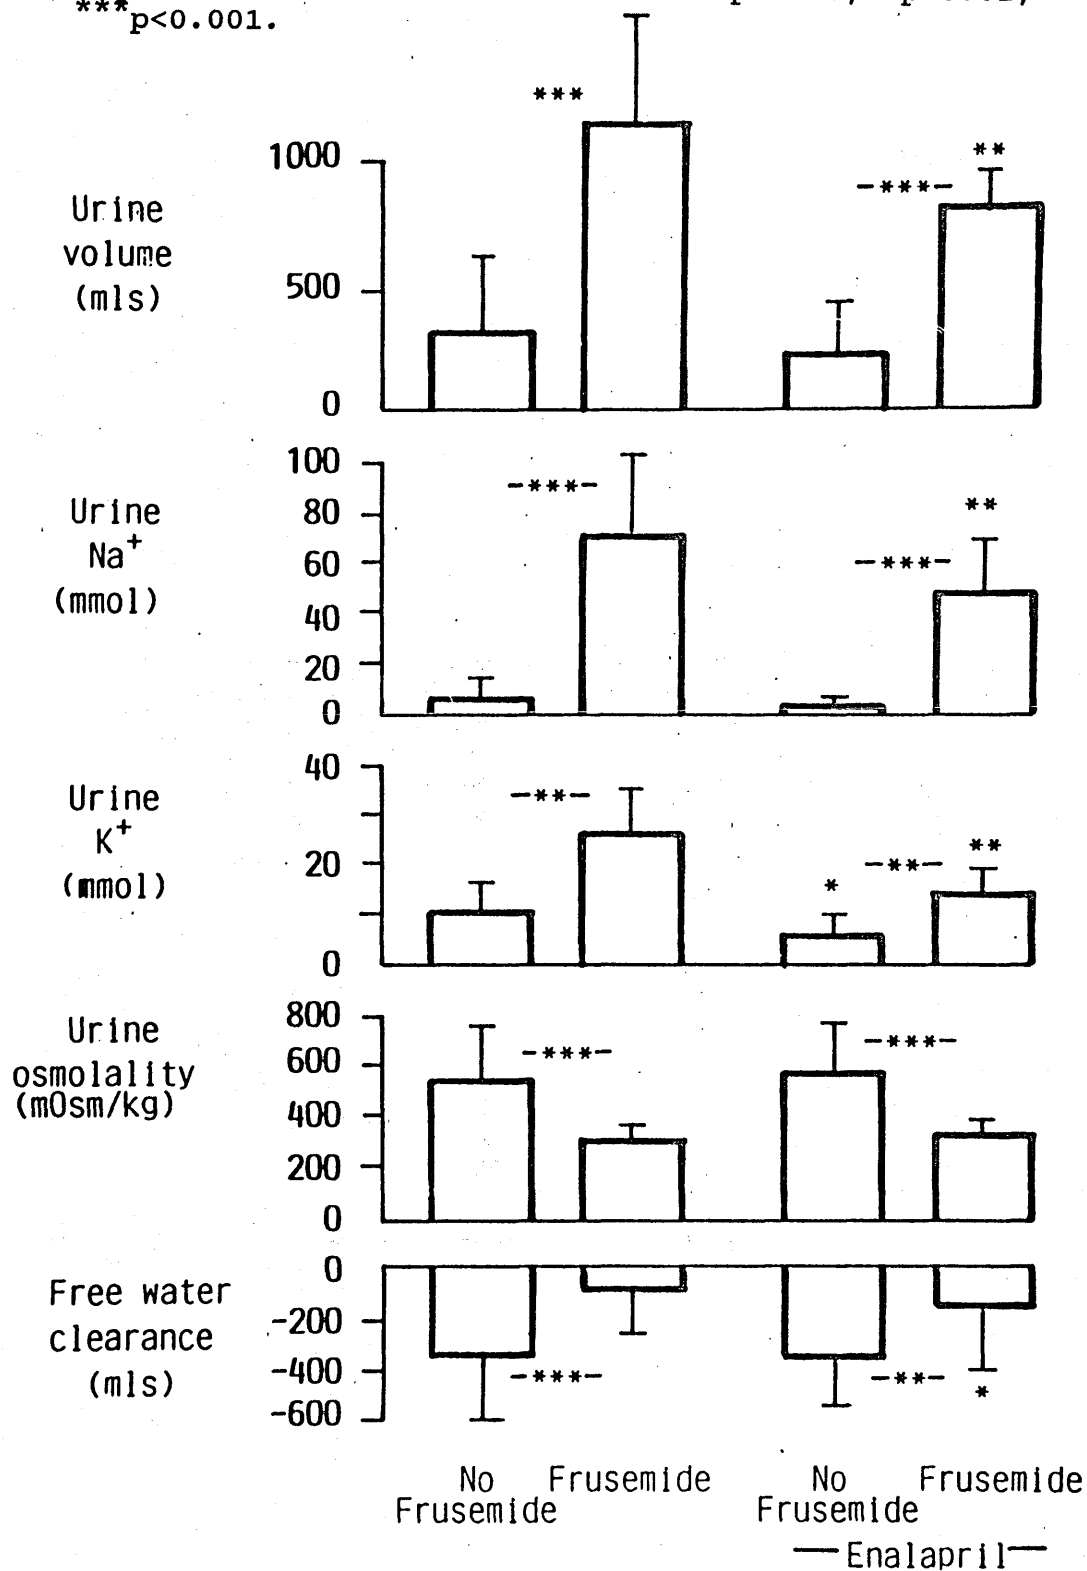 ***p<0.001.
***
1000
**
-***-
Urine
volume
(mls)
500
0
100
-***-
80
**
Urine
Na+
(mmol)
60
-***-
40
20
0
40
-**-
Urine
K+
(mmol)
20
**
-**-
*
0
800
Urine
osmolality
(mOsm/kg)
600
-***-
-***-
400
200
0
0
Free water
clearance
(mls)
-200
-400
-***-
-**-
*
-600
No
Frusemide
Frusemide
No
Frusemide
Frusemide
Enalapril